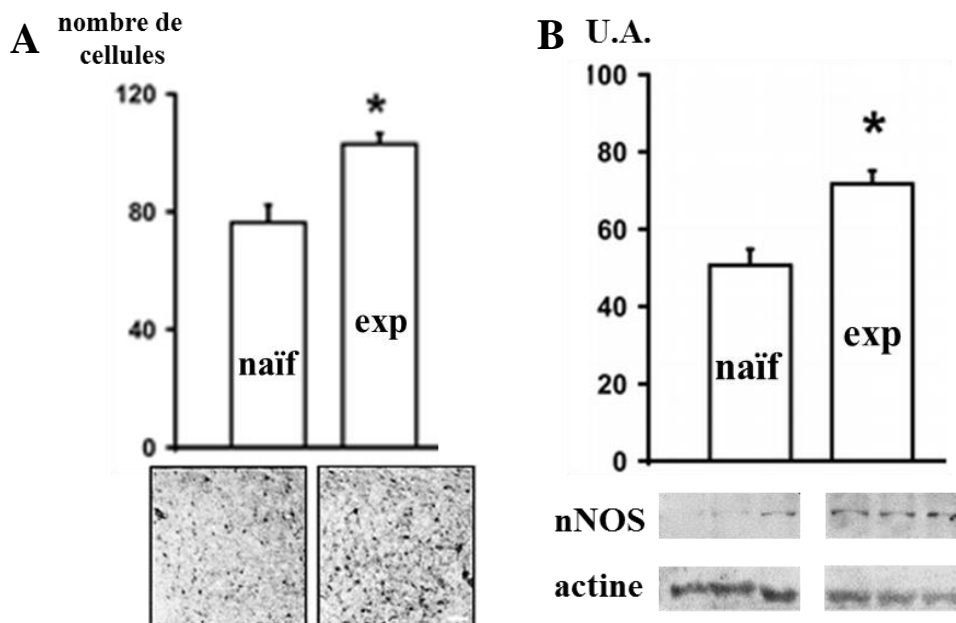 A
nombre de
cellules
120
80
40
0
*
naïf
exp
B U.A.
100
80
60
40
20
0
*
naïf
exp
nNOS
actine